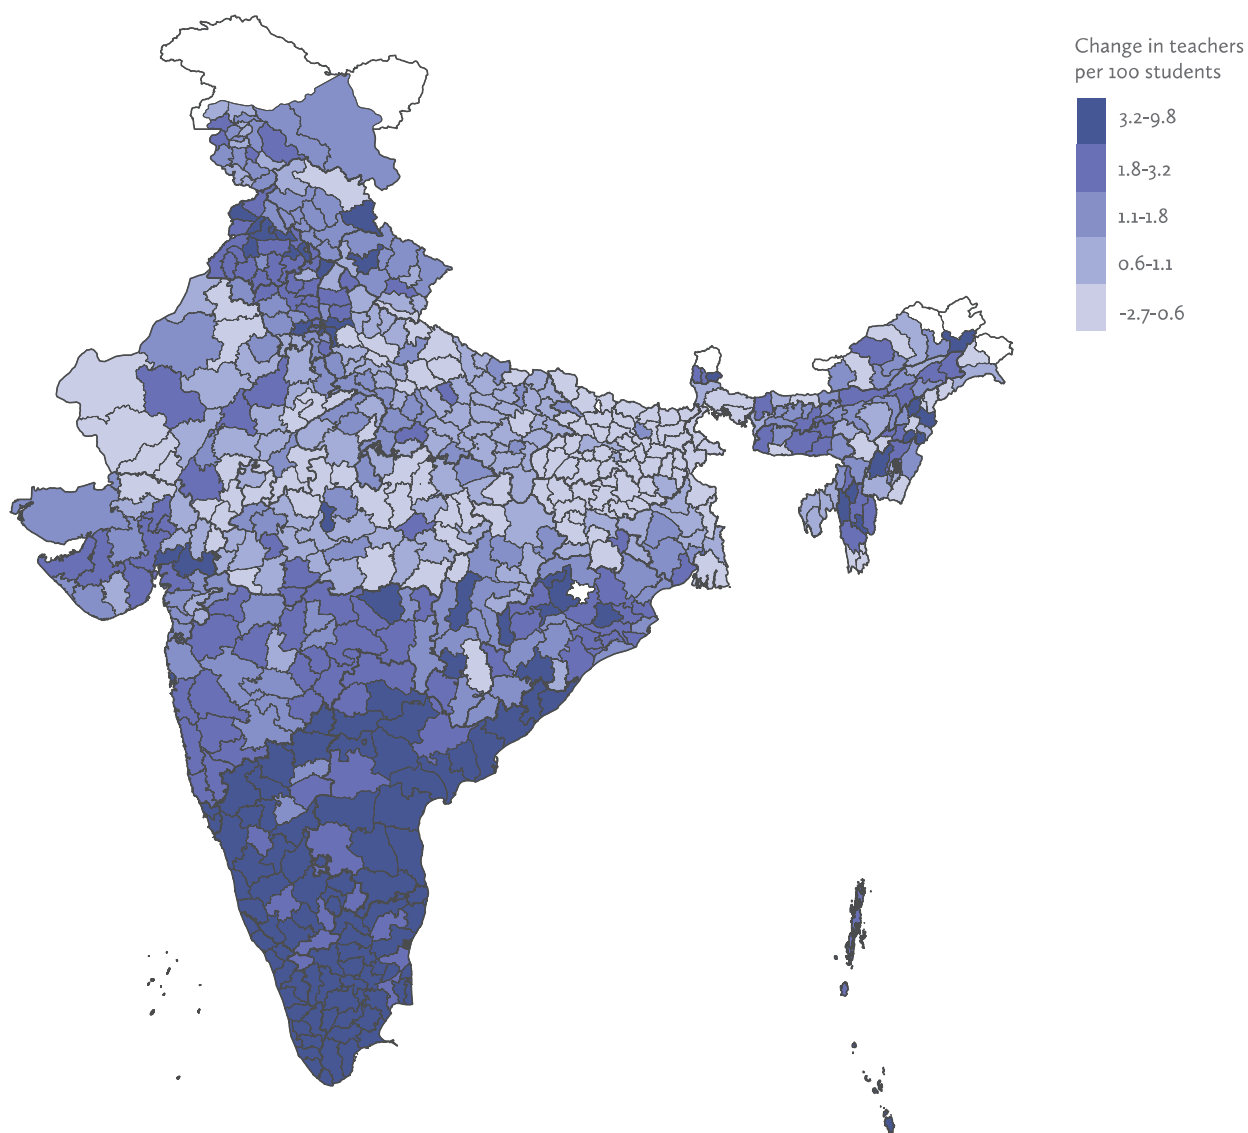 Change in teachers
per 100 students
3.2-9.8
1.8-3.2
1.1-1.8
0.6-1.1
-2.7-0.6